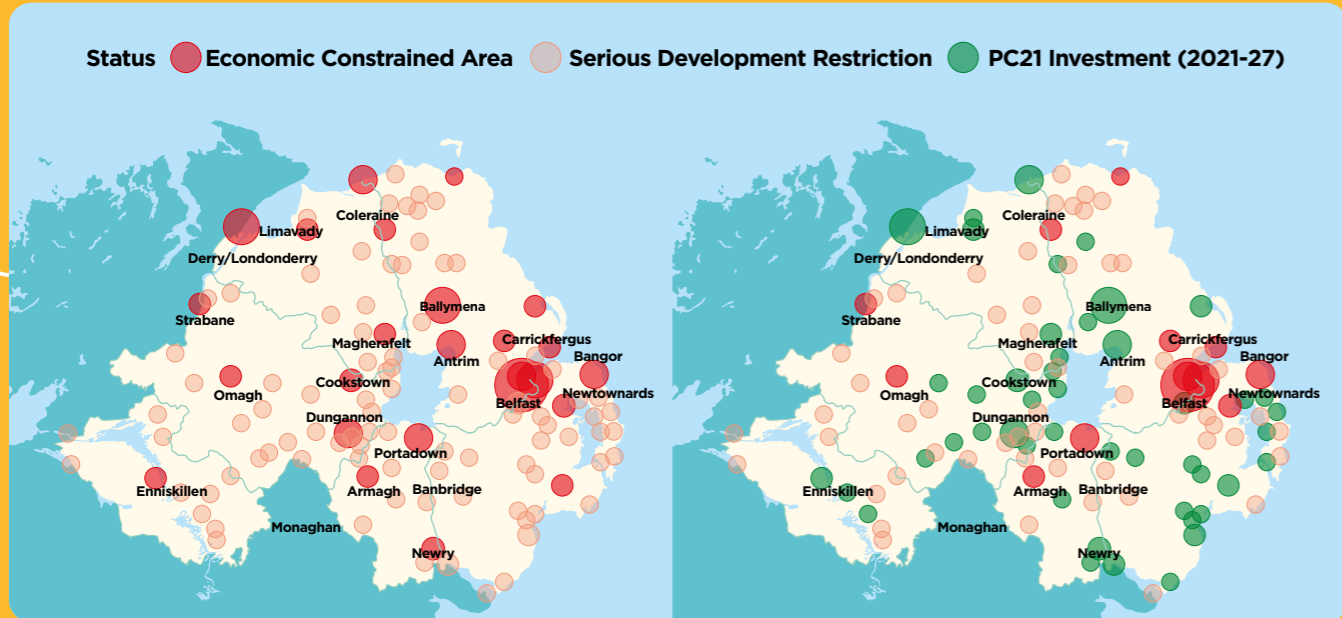 Status Economic Constrained Area Serious Development Restriction PC21 Investment (2021-27)
Coleraine
Limavady
Derry/Londonderry
Strabane
Ballymena
Magherafelt
Carrickfergus
Antrim
Bangor
Cookstown
Omagh
Newtownards
Belfast
Dungannon
Portadown
Enniskillen
Armagh
Banbridge
Monaghan
Newry
Coleraine
Limavady
Derry/Londonderry
Strabane
Ballymena
Magherafelt
Carrickfergus
Antrim
Bangor
Cookstown
Omagh
Newtownards
Belfast
Dungannon
Portadown
Enniskillen
Armagh
Banbridge
Monaghan
Newry